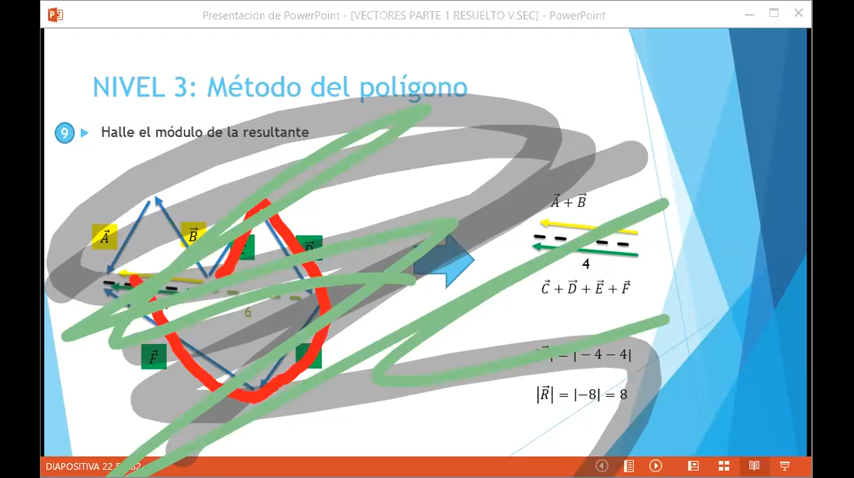 Presentación de PowerPoint - [VECTORES PARTE 1 RESUELTO V.SEC] - PowerPoint
NIVEL 3: Método del polígono
9 Halle el módulo de la resultante
A⃗ B⃗ D⃗
6
F⃗
A⃗ + B⃗
4
C⃗ + D⃗ + E⃗ + F⃗
| = |−4−4|
|R⃗| = |−8| = 8
DIAPOSITIVA 22